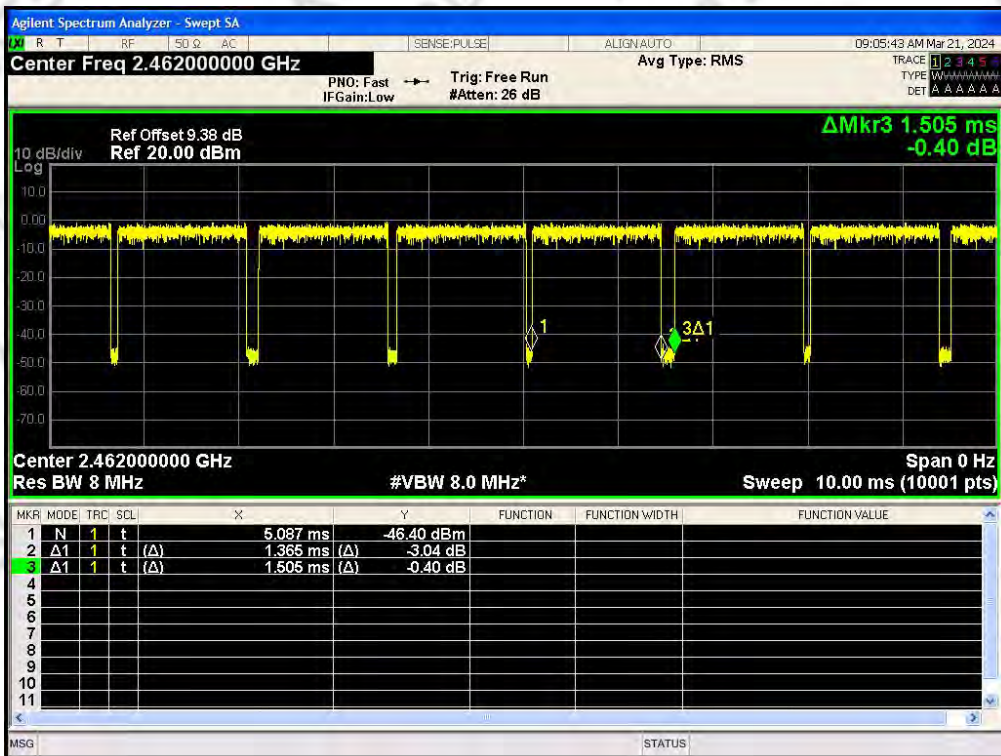 Agilent Spectrum Analyzer - Swept SA
LXI R T RF 50 Ω AC SENSE:PULSE ALIGNAUTO 09:05:43 AM Mar 21, 2024
Center Freq 2.462000000 GHz
PNO: Fast
IFGain:Low
Trig: Free Run
#Atten: 26 dB
Avg Type: RMS
TRACE 1 2 3 4 5 6
TYPE WWWWWW
DET A A A A A A
ΔMkr3 1.505 ms
-0.40 dB
Ref Offset 9.38 dB
10 dB/div Ref 20.00 dBm
Log
10.0
0.00
-10.0
-20.0
-30.0
-40.0
-50.0
-60.0
-70.0
1
3Δ1
Center 2.462000000 GHz Span 0 Hz
Res BW 8 MHz #VBW 8.0 MHz* Sweep 10.00 ms (10001 pts)
MKR MODE TRC SCL X Y FUNCTION FUNCTION WIDTH FUNCTION VALUE
1 N 1 t 5.087 ms -46.40 dBm
2 Δ1 1 t (Δ) 1.365 ms (Δ) -3.04 dB
3 Δ1 1 t (Δ) 1.505 ms (Δ) -0.40 dB
4
5
6
7
8
9
10
11
MSG STATUS